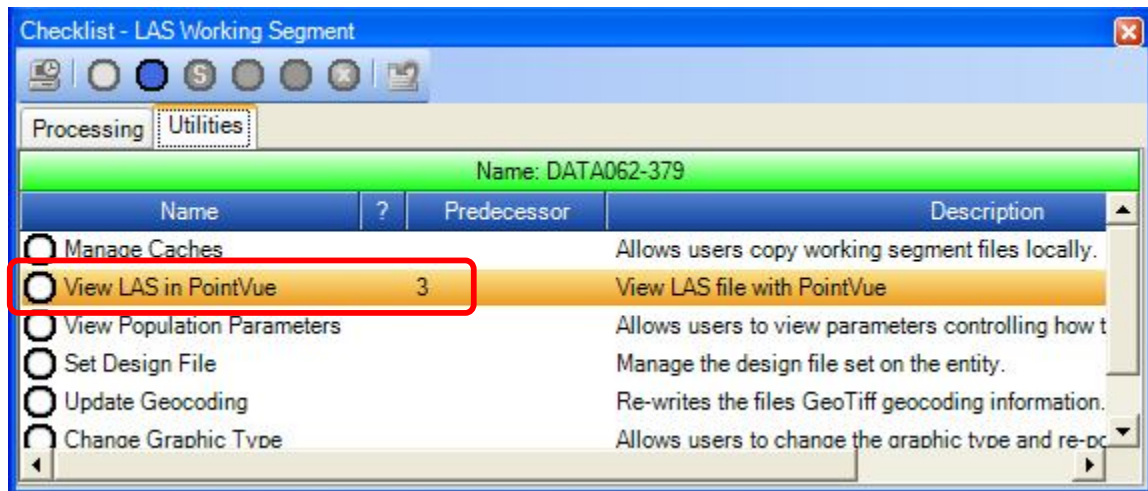 Checklist - LAS Working Segment
S
Processing Utilities
Name: DATA062-379
Name ? Predecessor Description
Manage Caches Allows users copy working segment files locally.
View LAS in PointVue 3 View LAS file with PointVue
View Population Parameters Allows users to view parameters controlling how t
Set Design File Manage the design file set on the entity.
Update Geocoding Re-writes the files GeoTiff geocoding information.
Change Graphic Type Allows users to change the graphic type and re-po